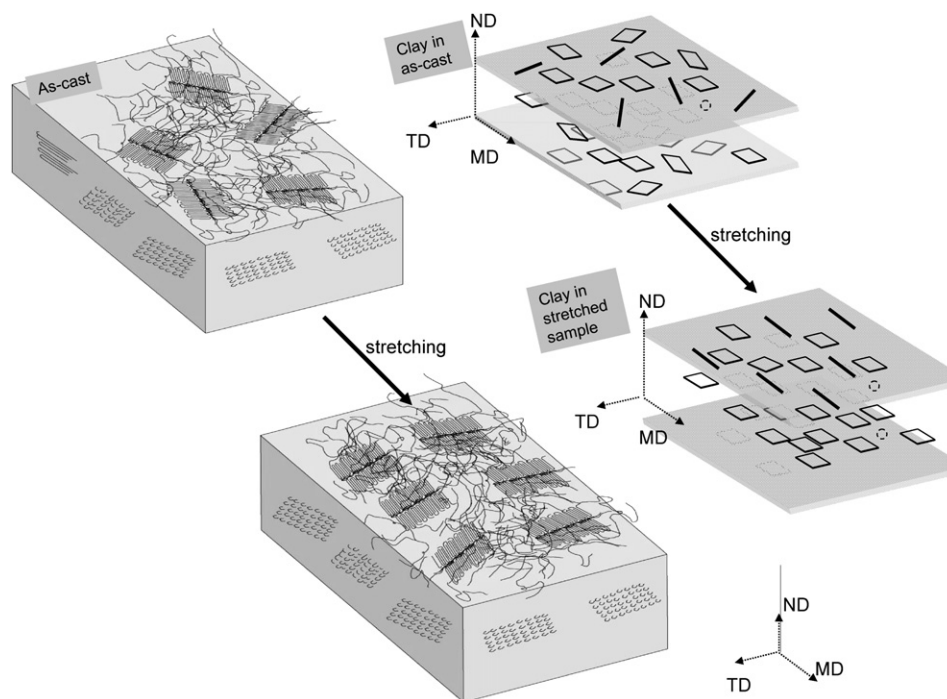 As-cast
Clay in
as-cast
ND
TD
MD
stretching
stretching
Clay in
stretched
sample
ND
TD
MD
ND
TD
MD